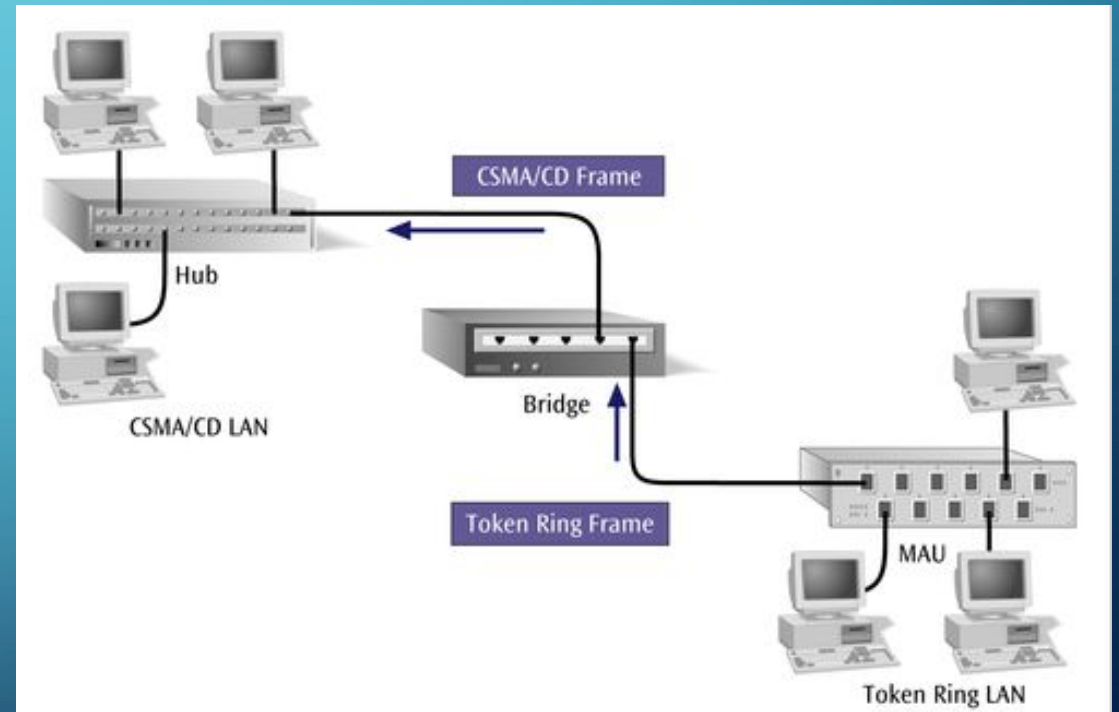 CSMA/CD Frame
Hub
CSMA/CD LAN
Bridge
Token Ring Frame
MAU
Token Ring LAN